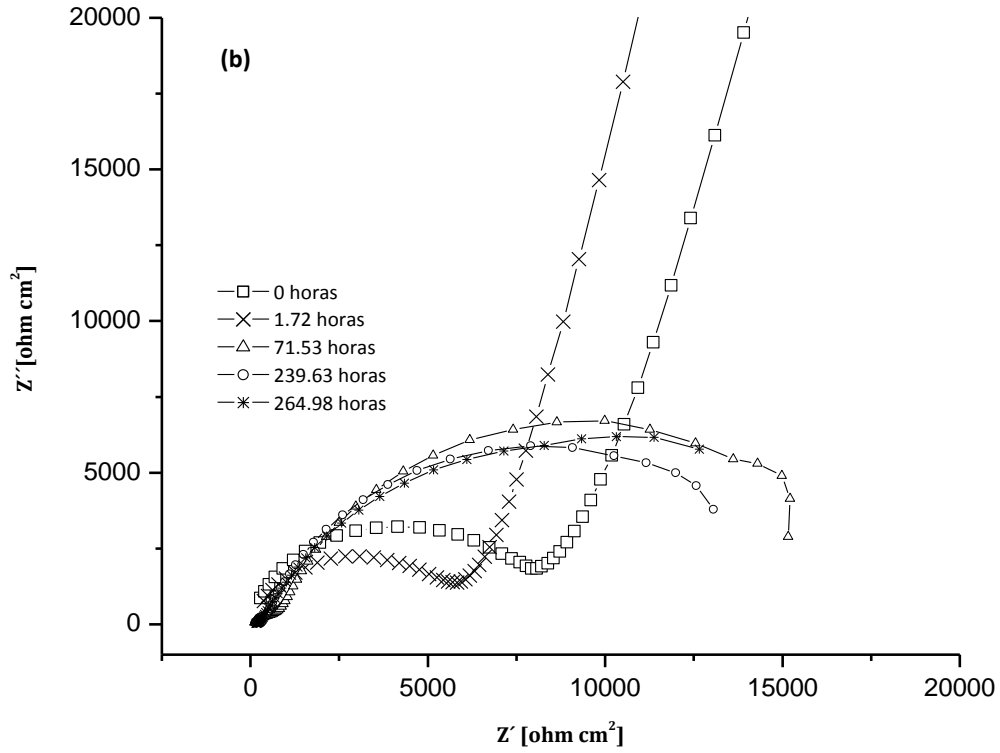 20000
(b)
15000
0 horas
1.72 horas
71.53 horas
10000
239.63 horas
264.98 horas
Z´´[ohm cm²]
5000
0
0
5000
10000
15000
20000
Z´ [ohm cm²]